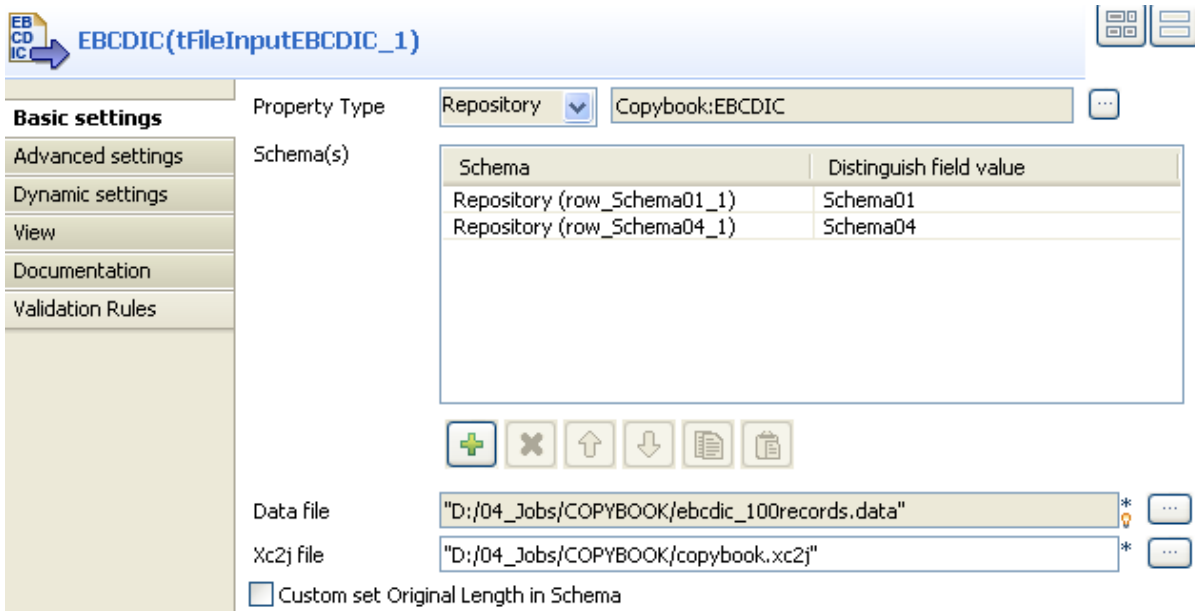 EB
CD
IC
EBCDIC(tFileInputEBCDIC_1)
Basic settings
Advanced settings
Dynamic settings
View
Documentation
Validation Rules
Property Type Repository Copybook:EBCDIC ...
Schema(s)
Schema Distinguish field value
Repository (row_Schema01_1) Schema01
Repository (row_Schema04_1) Schema04
Data file "D:/04_Jobs/COPYBOOK/ebcdic_100records.data" * ...
Xc2j file "D:/04_Jobs/COPYBOOK/copybook.xc2j" * ...
Custom set Original Length in Schema